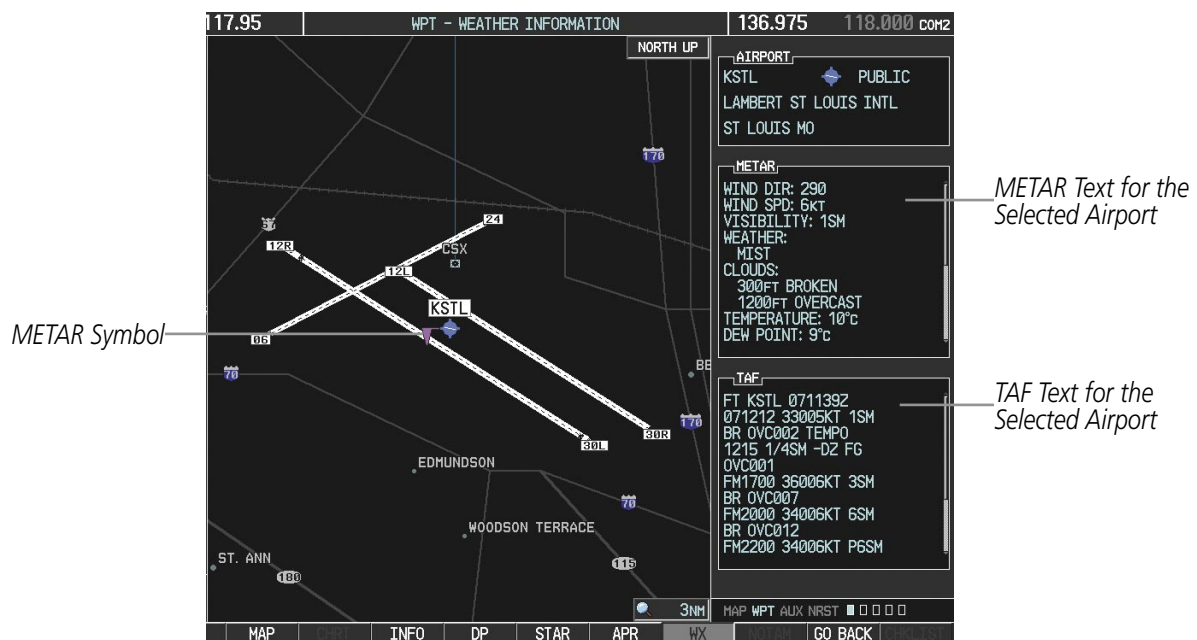 117.95
WPT - WEATHER INFORMATION
136.975
118.000 COM2
NORTH UP
AIRPORT
KSTL PUBLIC
LAMBERT ST LOUIS INTL
ST LOUIS MO
METAR
WIND DIR: 290
WIND SPD: 6KT
VISIBILITY: 1SM
WEATHER:
MIST
CLOUDS:
300FT BROKEN
1200FT OVERCAST
TEMPERATURE: 10°C
DEW POINT: 9°C
METAR Text for the
Selected Airport
TAF
FT KSTL 071139Z
071212 33005KT 1SM
BR OVC002 TEMPO
1215 1/4SM -DZ FG
OVC001
FM1700 36006KT 3SM
BR OVC007
FM2000 34006KT 6SM
BR OVC012
FM2200 34006KT P6SM
TAF Text for the
Selected Airport
170
24
12R
CSX
12L
KSTL
METAR Symbol
06
70
BE
170
30L
30R
EDMUNDSON
70
WOODSON TERRACE
ST. ANN
115
180
3NM
MAP WPT AUX NRST
MAP CHRT INFO DP STAR APR WX NOTAM GO BACK CHKLIST